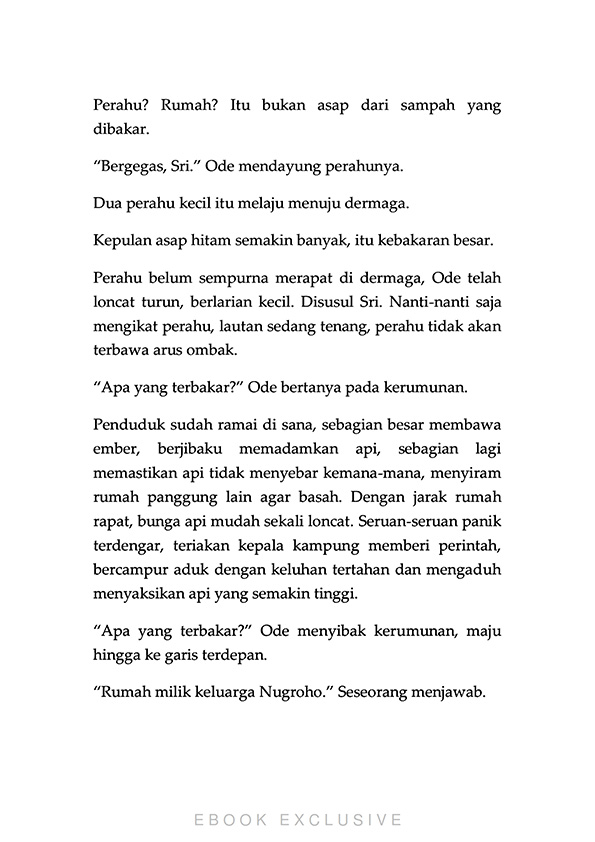 Perahu? Rumah? Itu bukan asap dari sampah yang
dibakar.
“Bergegas, Sri.” Ode mendayung perahunya.
Dua perahu kecil itu melaju menuju dermaga.
Kepulan asap hitam semakin banyak, itu kebakaran besar.
Perahu belum sempurna merapat di dermaga, Ode telah
loncat turun, berlarian kecil. Disusul Sri. Nanti-nanti saja
mengikat perahu, lautan sedang tenang, perahu tidak akan
terbawa arus ombak.
“Apa yang terbakar?” Ode bertanya pada kerumunan.
Penduduk sudah ramai di sana, sebagian besar membawa
ember, berjibaku memadamkan api, sebagian lagi
memastikan api tidak menyebar kemana-mana, menyiram
rumah panggung lain agar basah. Dengan jarak rumah
rapat, bunga api mudah sekali loncat. Seruan-seruan panik
terdengar, teriakan kepala kampung memberi perintah,
bercampur aduk dengan keluhan tertahan dan mengaduh
menyaksikan api yang semakin tinggi.
“Apa yang terbakar?” Ode menyibak kerumunan, maju
hingga ke garis terdepan.
“Rumah milik keluarga Nugroho.” Seseorang menjawab.
EBOOK EXCLUSIVE